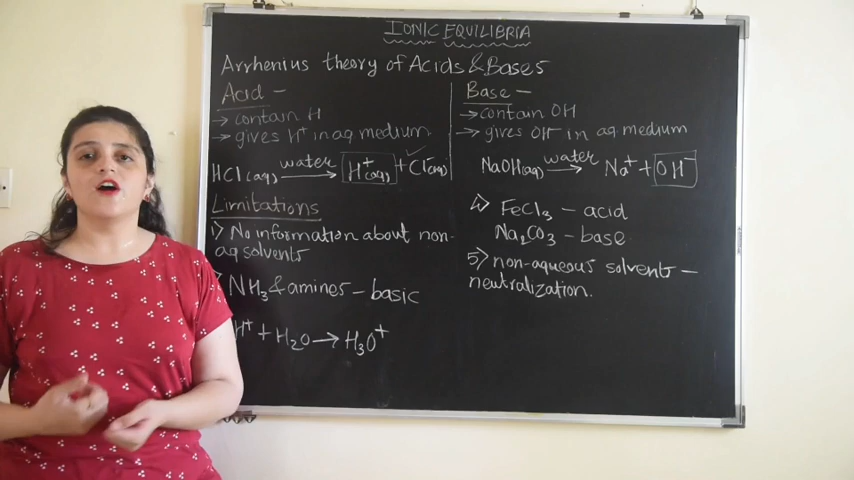 IONIC EQUILIBRIA
Arrhenius theory of Acids & Bases
Acid -
→ contain H
→ gives H⁺ in aq medium.
HCl(aq) water→ H⁺(aq) + Cl⁻(aq)
Limitations
1) No information about non-
aq solvents
NH₃ & amines - basic
H⁺ + H₂O → H₃O⁺
Base -
→ contain OH
→ gives OH⁻ in aq medium
NaOH(aq) water→ Na⁺ + OH⁻
4) FeCl₃ - acid
Na₂CO₃ - base
5) non-aqueous solvents -
neutralization.